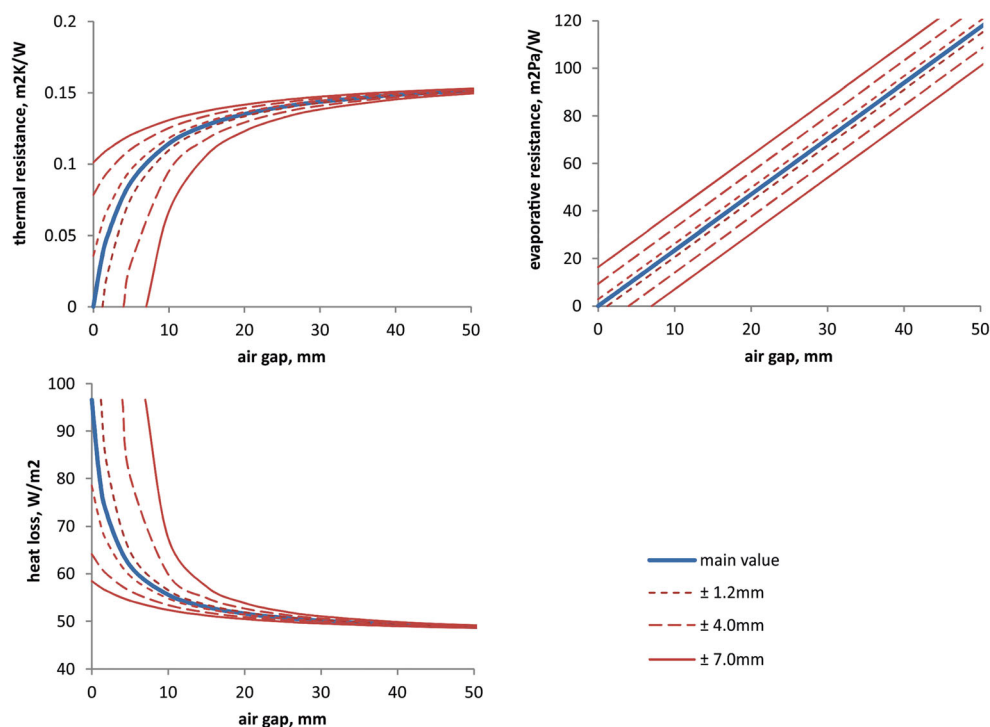 thermal resistance, m2K/W
0.2
0.15
0.1
0.05
0
0 10 20 30 40 50
air gap, mm
evaporative resistance, m2Pa/W
120
100
80
60
40
20
0
0 10 20 30 40 50
air gap, mm
heat loss, W/m2
100
90
80
70
60
50
40
0 10 20 30 40 50
air gap, mm
main value
± 1.2mm
± 4.0mm
± 7.0mm